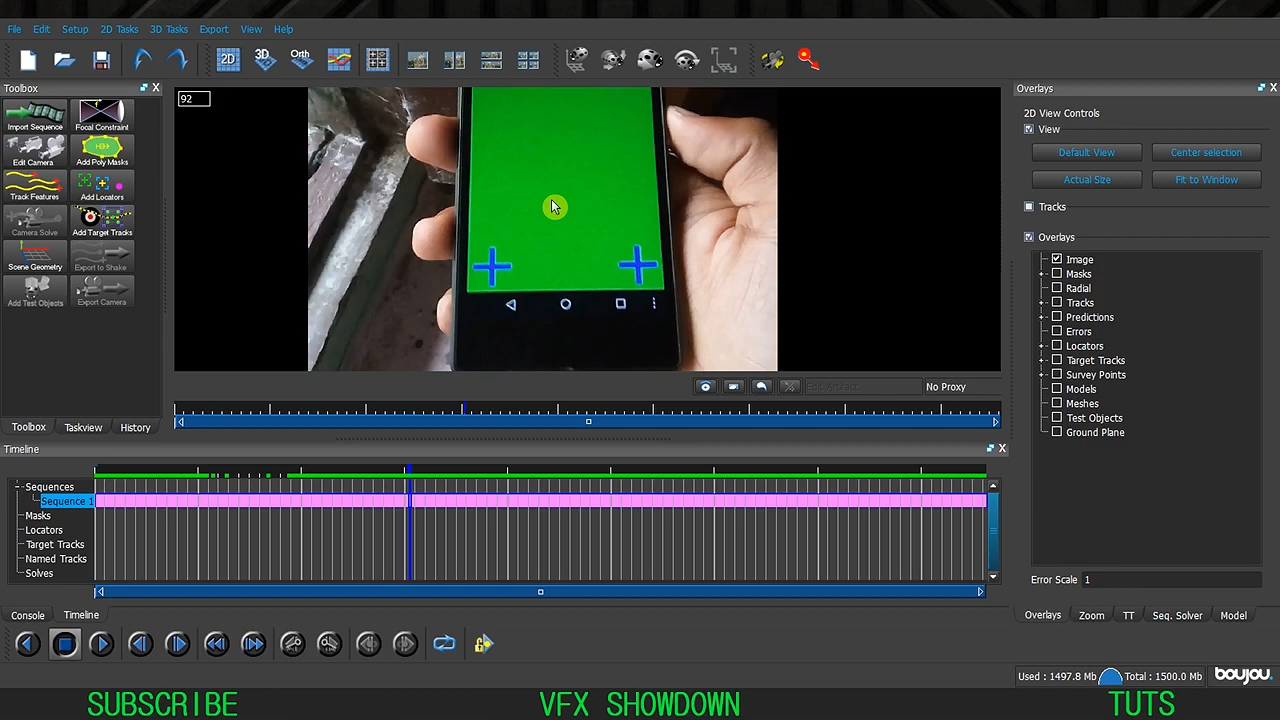 File Edit Setup 2D Tasks 3D Tasks Export View Help
2D 3D Orth
Toolbox
Import Sequence Focal Constraint
Edit Camera Add Poly Masks
Track Features Add Locators
Camera Solve Add Target Tracks
Scene Geometry Export to Shake
Add Test Objects Export Camera
Toolbox Taskview History
92
Edit Artifact No Proxy
Overlays
2D View Controls
View
Default View Center selection
Actual Size Fit to Window
Tracks
Overlays
Image
Masks
Radial
Tracks
Predictions
Errors
Locators
Target Tracks
Survey Points
Models
Meshes
Test Objects
Ground Plane
Error Scale 1
Overlays Zoom TT Seq. Solver Model
Timeline
Sequences
Sequence 1
Masks
Locators
Target Tracks
Named Tracks
Solves
Console Timeline
Used : 1497.8 Mb Total : 1500.0 Mb boujou
SUBSCRIBE VFX SHOWDOWN TUTS